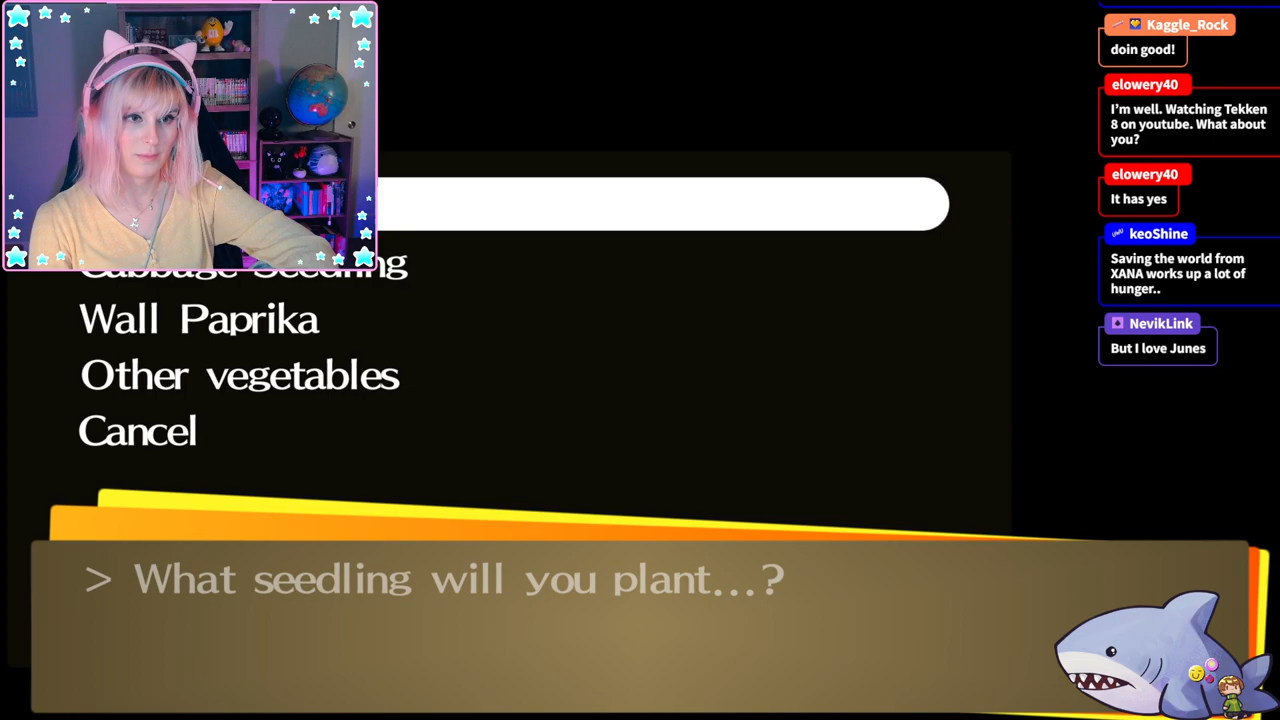 Kaggle_Rock
doin good!
elowery40
I'm well. Watching Tekken
8 on youtube. What about
you?
elowery40
It has yes
keoShine
Saving the world from
XANA works up a lot of
hunger..
NevikLink
But I love Junes
Cabbage Seedling
Wall Paprika
Other vegetables
Cancel
> What seedling will you plant...?